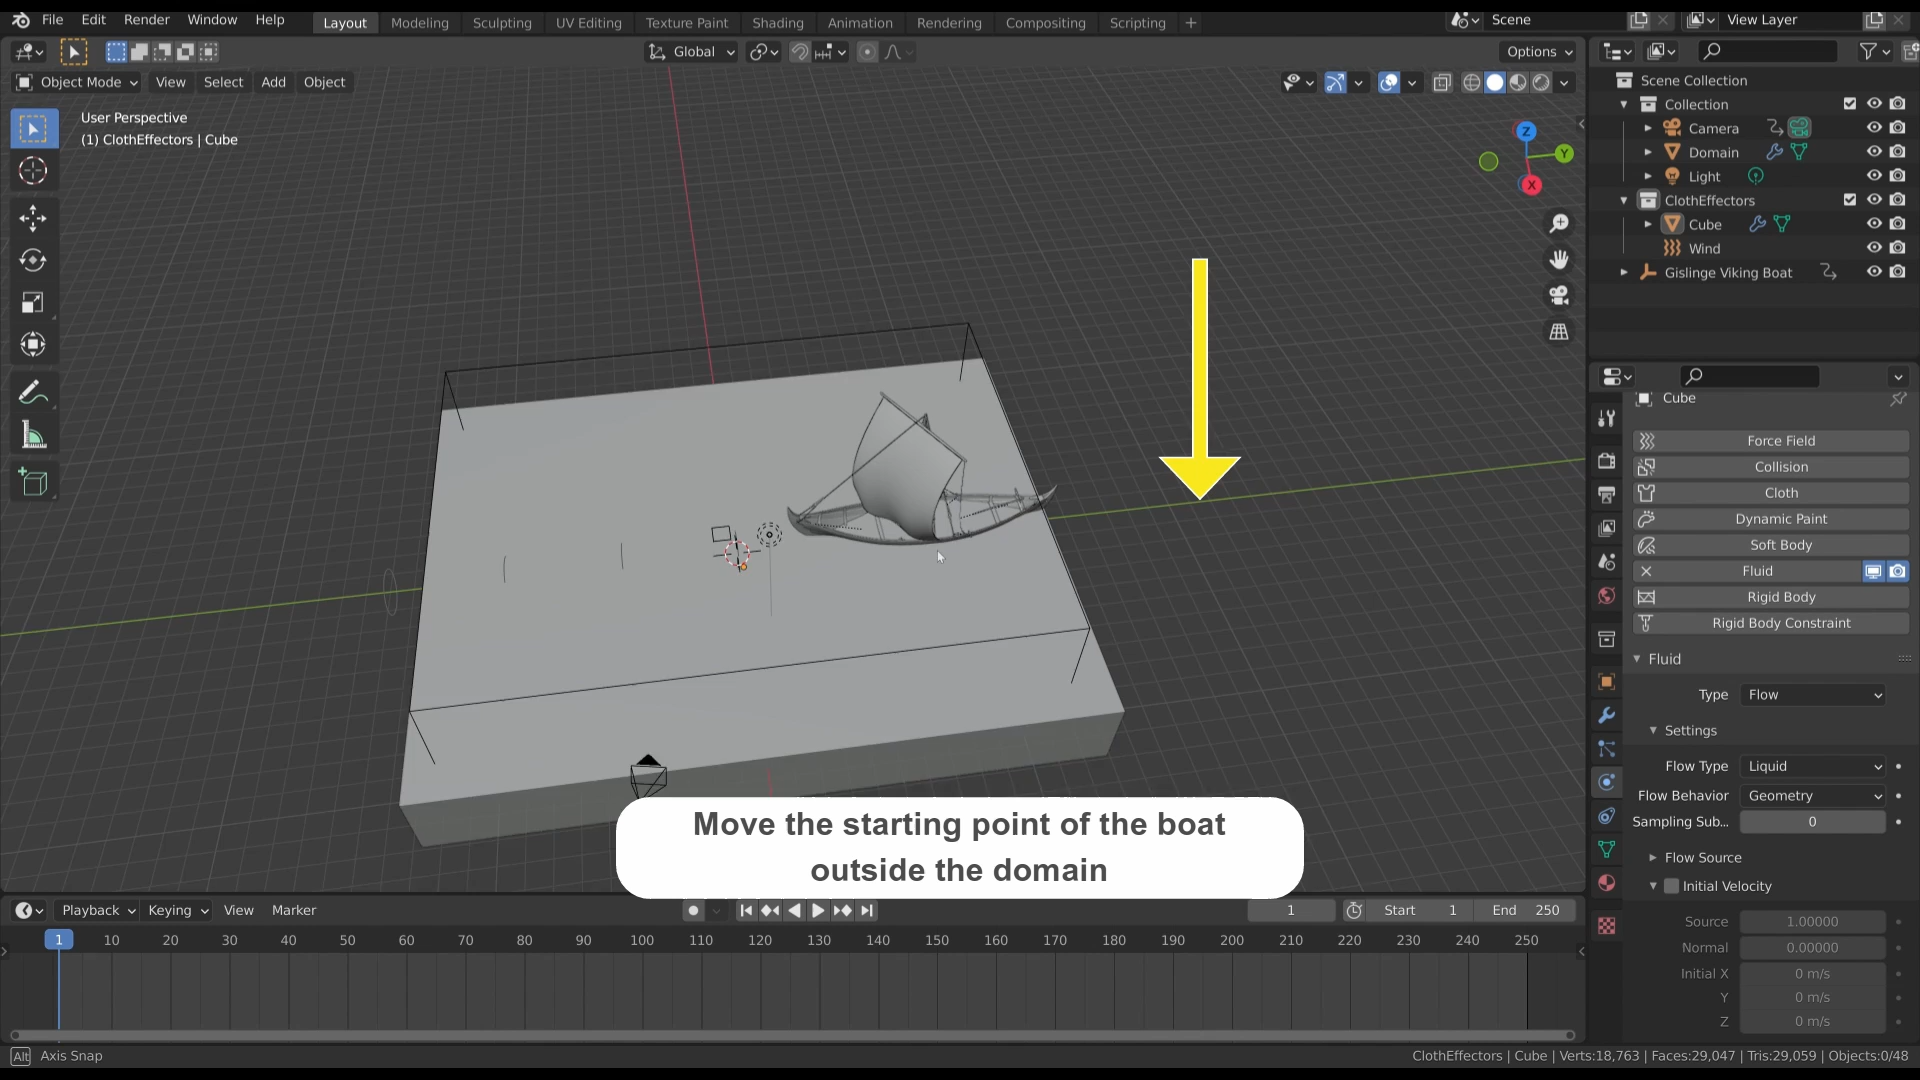 File Edit Render Window Help
Layout Modeling Sculpting UV Editing Texture Paint Shading Animation Rendering Compositing Scripting +
Scene
View Layer
Global
Options
Object Mode View Select Add Object
User Perspective
(1) ClothEffectors | Cube
Z
Y
X
Scene Collection
Collection
Camera
Domain
Light
ClothEffectors
Cube
Wind
Gislinge Viking Boat
Cube
Force Field
Collision
Cloth
Dynamic Paint
Soft Body
Fluid
Rigid Body
Rigid Body Constraint
Fluid
Type Flow
Settings
Flow Type Liquid
Flow Behavior Geometry
Sampling Sub... 0
Flow Source
Initial Velocity
Source 1.00000
Normal 0.00000
Initial X 0 m/s
Y 0 m/s
Z 0 m/s
Move the starting point of the boat
outside the domain
Playback Keying View Marker
1 Start 1 End 250
1 10 20 30 40 50 60 70 80 90 100 110 120 130 140 150 160 170 180 190 200 210 220 230 240 250
Alt Axis Snap
ClothEffectors | Cube | Verts:18,763 | Faces:29,047 | Tris:29,059 | Objects:0/48